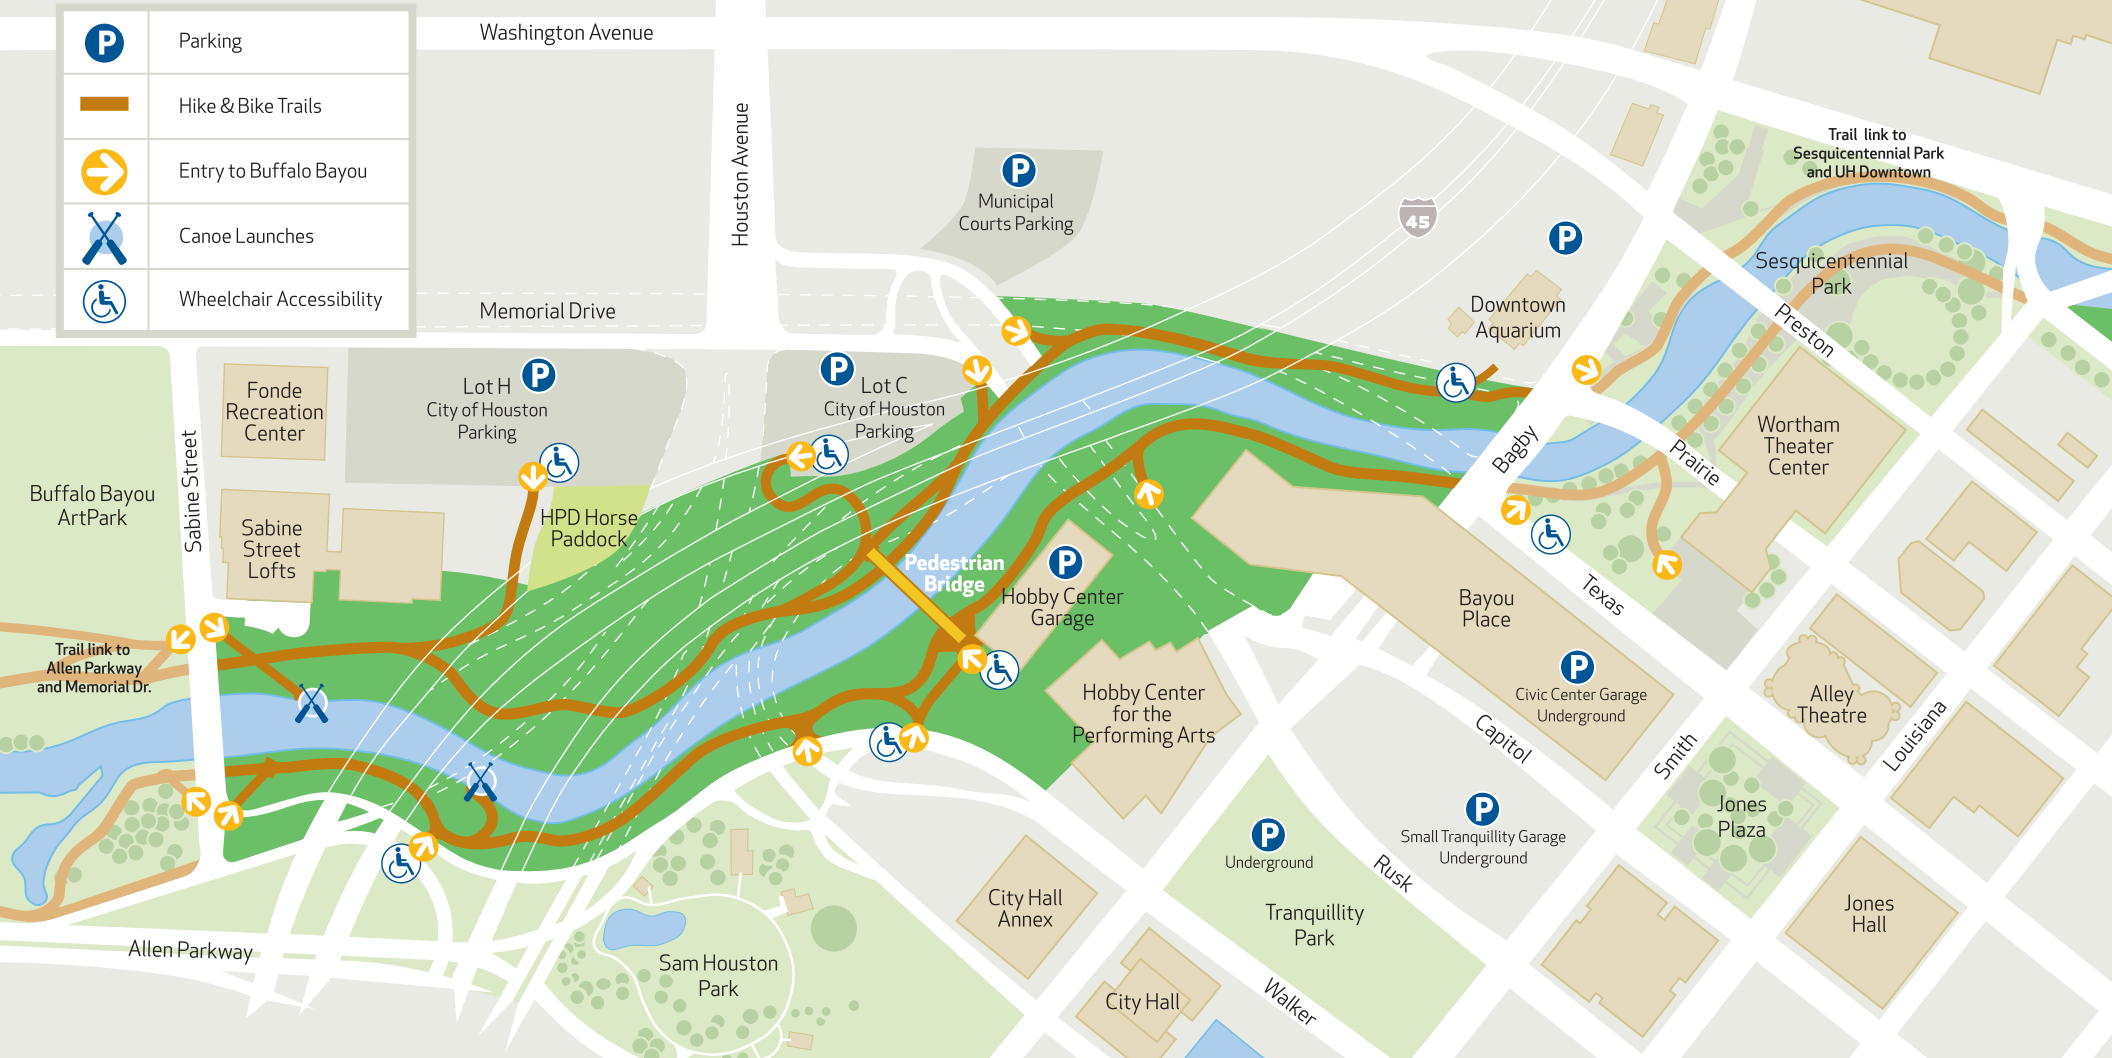 P
Parking
Hike & Bike Trails
Entry to Buffalo Bayou
Canoe Launches
Wheelchair Accessibility
Washington Avenue
Houston Avenue
Memorial Drive
P
Municipal
Courts Parking
45
P
Downtown
Aquarium
Trail link to
Sesquicentennial Park
and UH Downtown
Sesquicentennial
Park
Preston
Fonde
Recreation
Center
Lot H
P
City of Houston
Parking
P
Lot C
City of Houston
Parking
Sabine Street
Buffalo Bayou
ArtPark
Sabine
Street
Lofts
HPD Horse
Paddock
Pedestrian
Bridge
P
Hobby Center
Garage
Bagby
Prairie
Wortham
Theater
Center
Texas
Bayou
Place
P
Civic Center Garage
Underground
Trail link to
Allen Parkway
and Memorial Dr.
Hobby Center
for the
Performing Arts
Capitol
Smith
Alley
Theatre
Louisiana
Jones
Plaza
P
Small Tranquillity Garage
Underground
P
Underground
Rusk
Tranquillity
Park
City Hall
Annex
Jones
Hall
Allen Parkway
Sam Houston
Park
City Hall
Walker